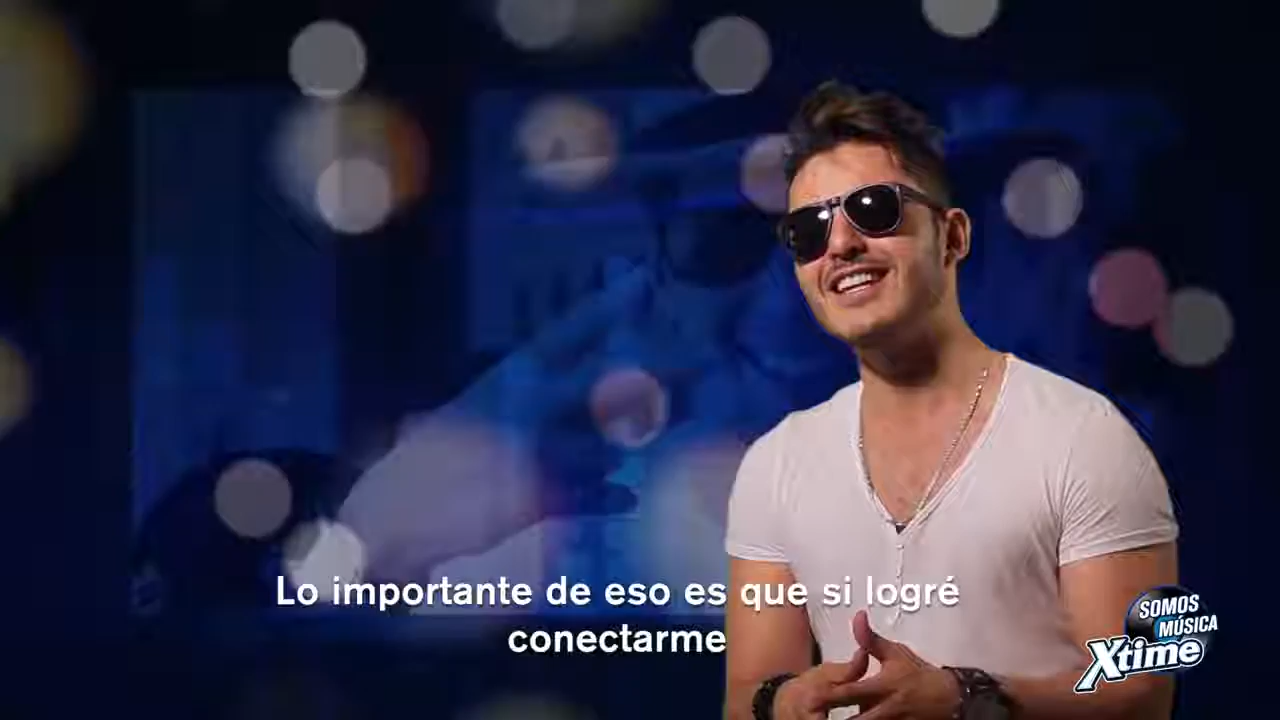 Lo importante de eso es que si logré
conectarme
SOMOS
MÚSICA
Xtime